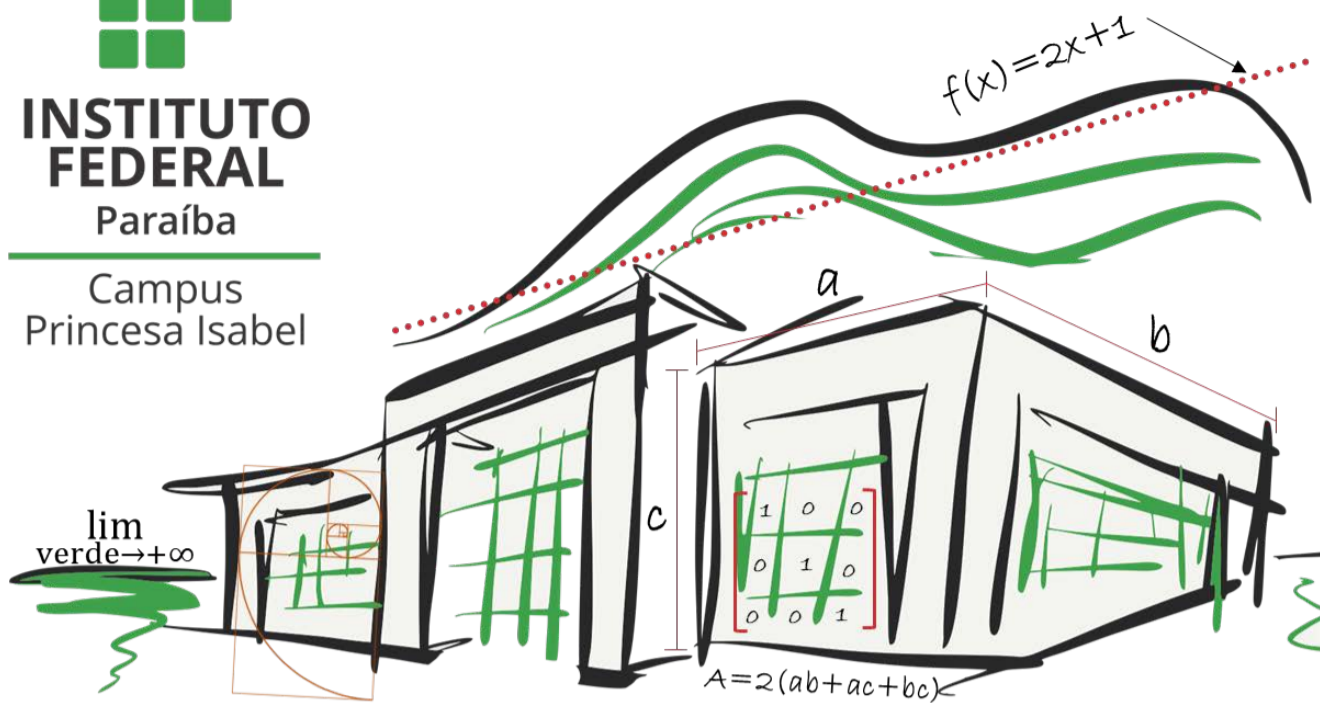 INSTITUTO
FEDERAL
Paraíba
Campus
Princesa Isabel
f(x)=2x+1
a
b
c
lim
verde→+∞
1 0 0
0 1 0
0 0 1
A=2(ab+ac+bc)